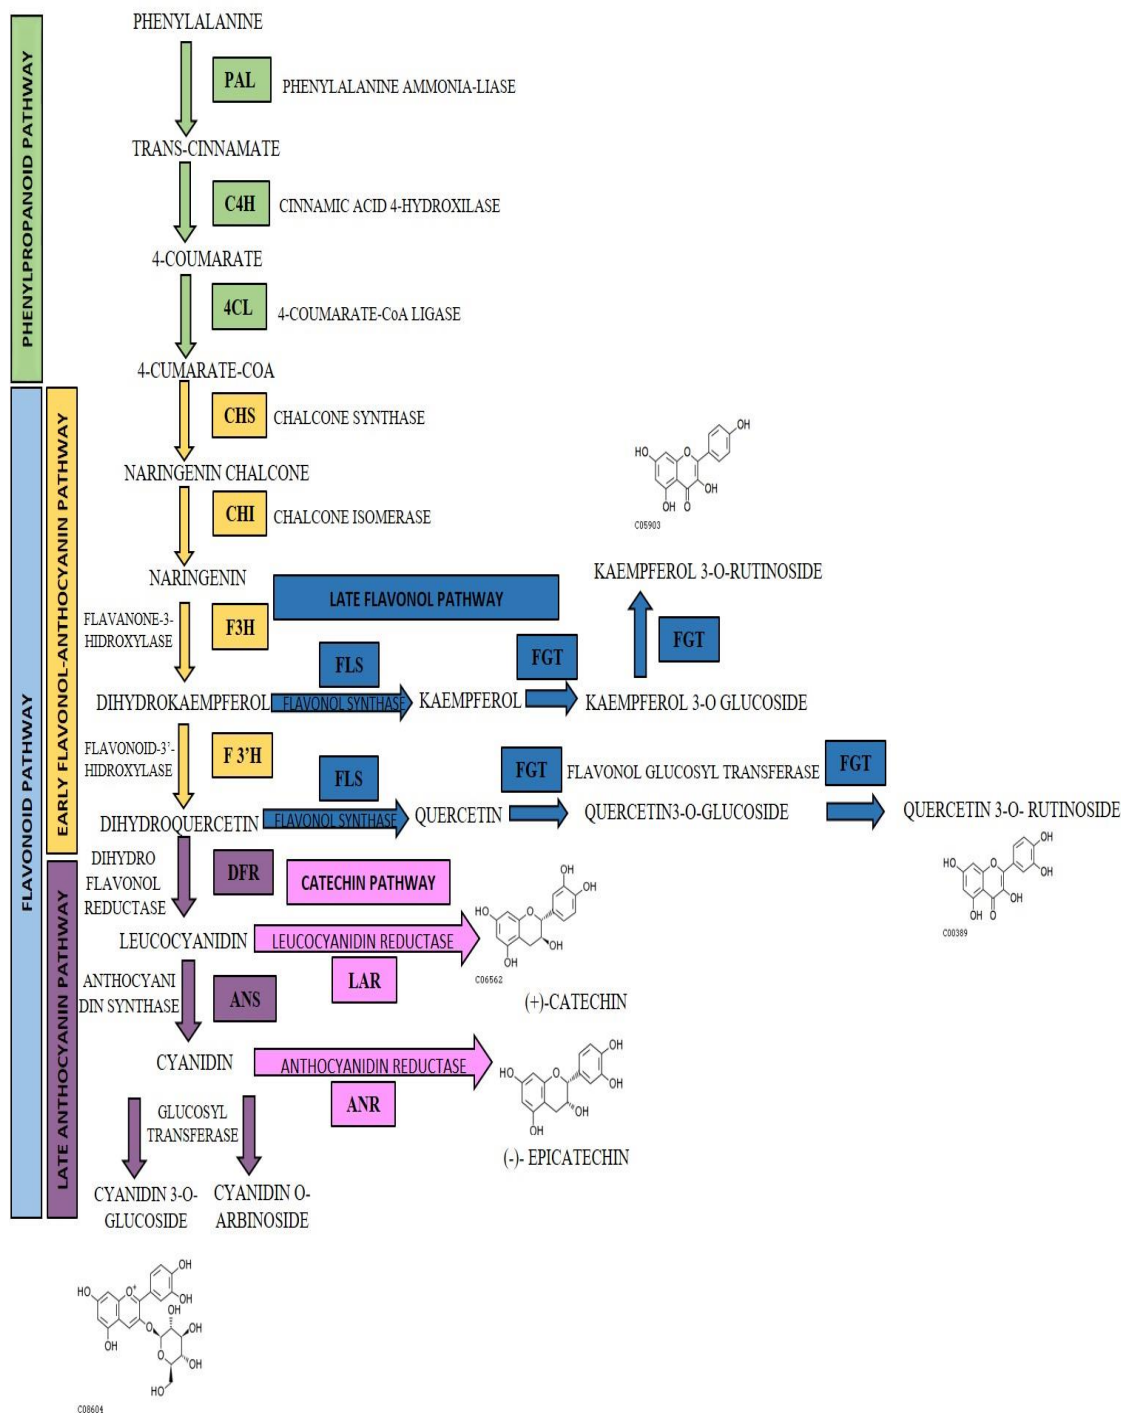 PHENYLPROPANOID PATHWAY
FLAVONOID PATHWAY
EARLY FLAVONOL-ANTHOCYANIN PATHWAY
LATE ANTHOCYANIN PATHWAY
PHENYLALANINE
PAL
PHENYLALANINE AMMONIA-LIASE
TRANS-CINNAMATE
C4H
CINNAMIC ACID 4-HYDROXILASE
4-COUMARATE
4CL
4-COUMARATE-CoA LIGASE
4-CUMARATE-COA
CHS
CHALCONE SYNTHASE
NARINGENIN CHALCONE
CHI
CHALCONE ISOMERASE
NARINGENIN
OH
HO
O
OH
OH
O
C05903
KAEMPFEROL 3-O-RUTINOSIDE
LATE FLAVONOL PATHWAY
FLAVANONE-3-
HIDROXYLASE
F3H
FLS
FGT
FGT
DIHYDROKAEMPFEROL
FLAVONOL SYNTHASE
KAEMPFEROL
KAEMPFEROL 3-O GLUCOSIDE
FLAVONOID-3'-
HIDROXYLASE
F 3'H
FLS
FGT
FLAVONOL GLUCOSYL TRANSFERASE
FGT
DIHYDROQUERCETIN
FLAVONOL SYNTHASE
QUERCETIN
QUERCETIN3-O-GLUCOSIDE
QUERCETIN 3-O- RUTINOSIDE
OH
HO
O
OH
OH
OH
O
C00389
DIHYDRO
FLAVONOL
REDUCTASE
DFR
CATECHIN PATHWAY
LEUCOCYANIDIN
LEUCOCYANIDIN REDUCTASE
LAR
HO
OH
HO
O
OH
OH
C06562
(+)-CATECHIN
ANTHOCYANI
DIN SYNTHASE
ANS
CYANIDIN
ANTHOCYANIDIN REDUCTASE
ANR
OH
OH
HO
O
OH
OH
(-)- EPICATECHIN
GLUCOSYL
TRANSFERASE
CYANIDIN 3-O-
GLUCOSIDE
CYANIDIN O-
ARBINOSIDE
OH
HO
O+
OH
OH
O
OH
OH
O
OH
HO
C08604